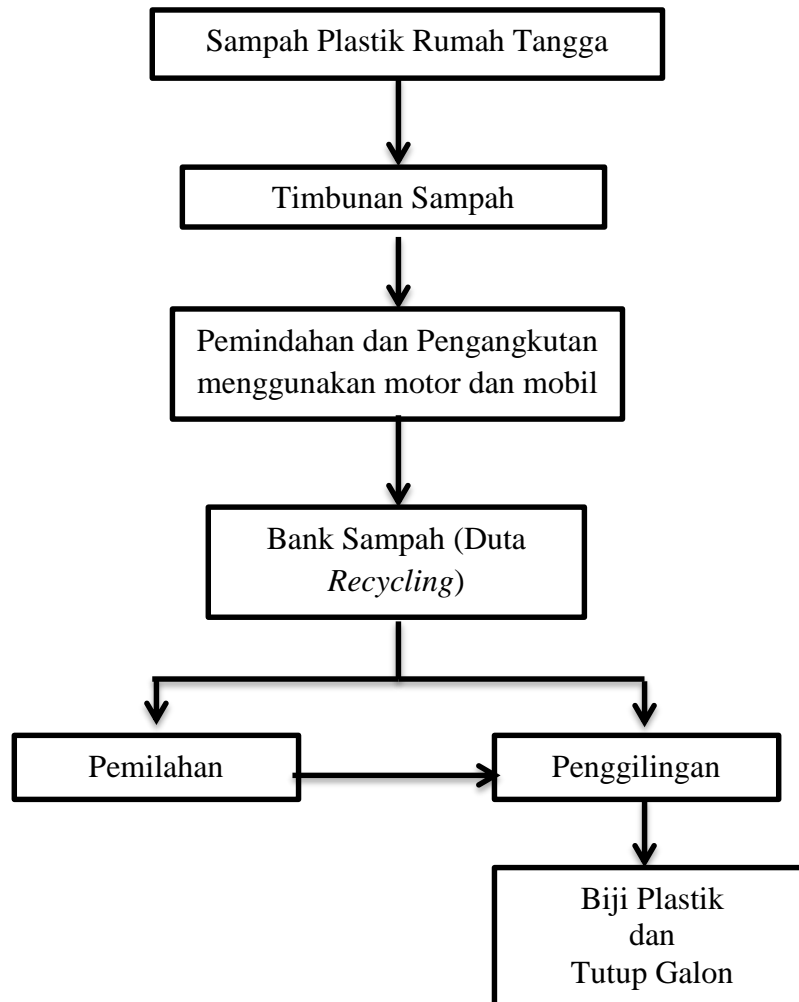 Sampah Plastik Rumah Tangga
Timbunan Sampah
Pemindahan dan Pengangkutan
menggunakan motor dan mobil
Bank Sampah (Duta
Recycling)
Pemilahan
Penggilingan
Biji Plastik
dan
Tutup Galon